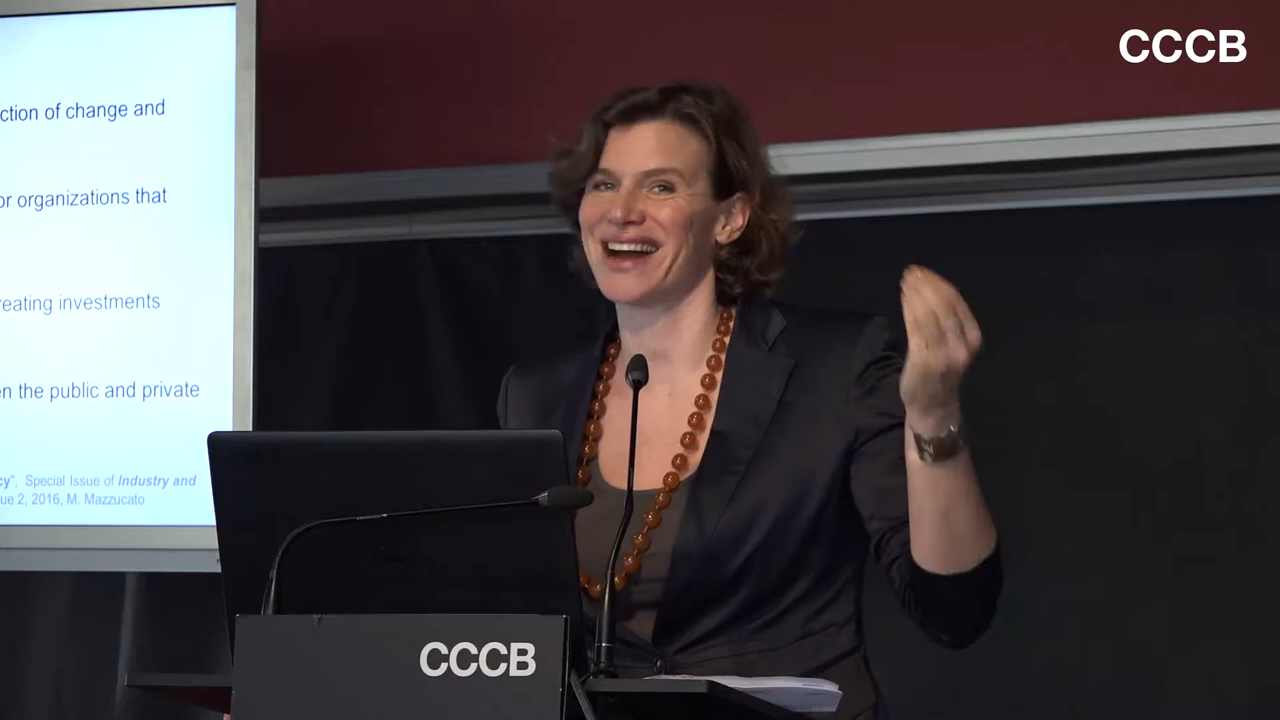 CCCB
ction of change and
or organizations that
reating investments
n the public and private
cy", Special Issue of Industry and
ue 2, 2016, M. Mazzucato
CCCB